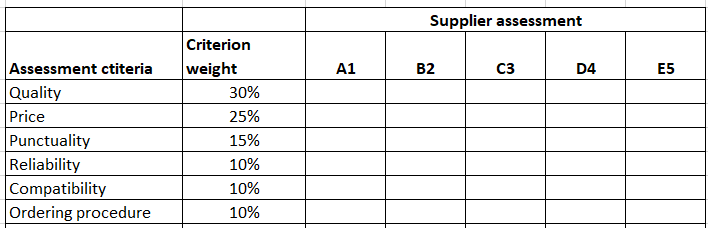 Supplier assessment
Assessment ctiteria Criterion weight A1 B2 C3 D4 E5
Quality 30%
Price 25%
Punctuality 15%
Reliability 10%
Compatibility 10%
Ordering procedure 10%